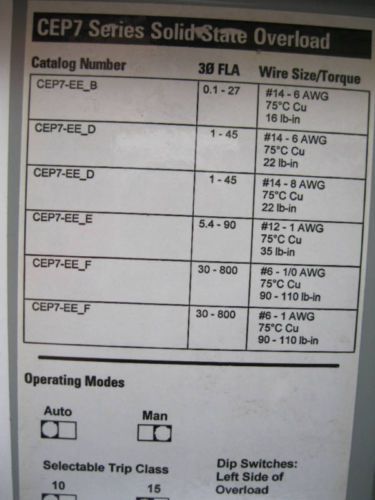 CEP7 Series Solid State Overload
Catalog Number 3Ø FLA Wire Size/Torque
CEP7-EE_B 0.1 - 27 #14 - 6 AWG
75°C Cu
16 lb-in
CEP7-EE_D 1 - 45 #14 - 6 AWG
75°C Cu
22 lb-in
CEP7-EE_D 1 - 45 #14 - 8 AWG
75°C Cu
22 lb-in
CEP7-EE_E 5.4 - 90 #12 - 1 AWG
75°C Cu
35 lb-in
CEP7-EE_F 30 - 800 #6 - 1/0 AWG
75°C Cu
90 - 110 lb-in
CEP7-EE_F 30 - 800 #6 - 1 AWG
75°C Cu
90 - 110 lb-in
Operating Modes
Auto Man
Selectable Trip Class Dip Switches:
Left Side of
10 15 Overload